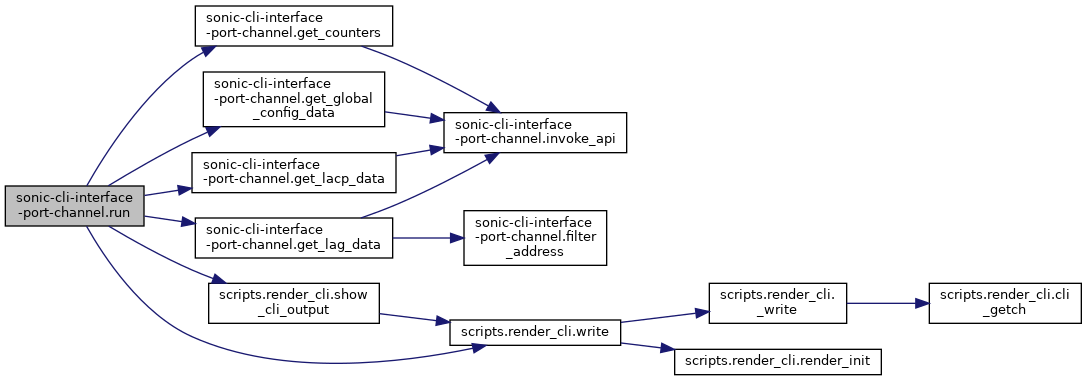 sonic-cli-interface
-port-channel.run
sonic-cli-interface
-port-channel.get_counters
sonic-cli-interface
-port-channel.get_global
_config_data
sonic-cli-interface
-port-channel.get_lacp_data
sonic-cli-interface
-port-channel.get_lag_data
scripts.render_cli.show
_cli_output
sonic-cli-interface
-port-channel.invoke_api
sonic-cli-interface
-port-channel.filter
_address
scripts.render_cli.write
scripts.render_cli.
_write
scripts.render_cli.render_init
scripts.render_cli.cli
_getch